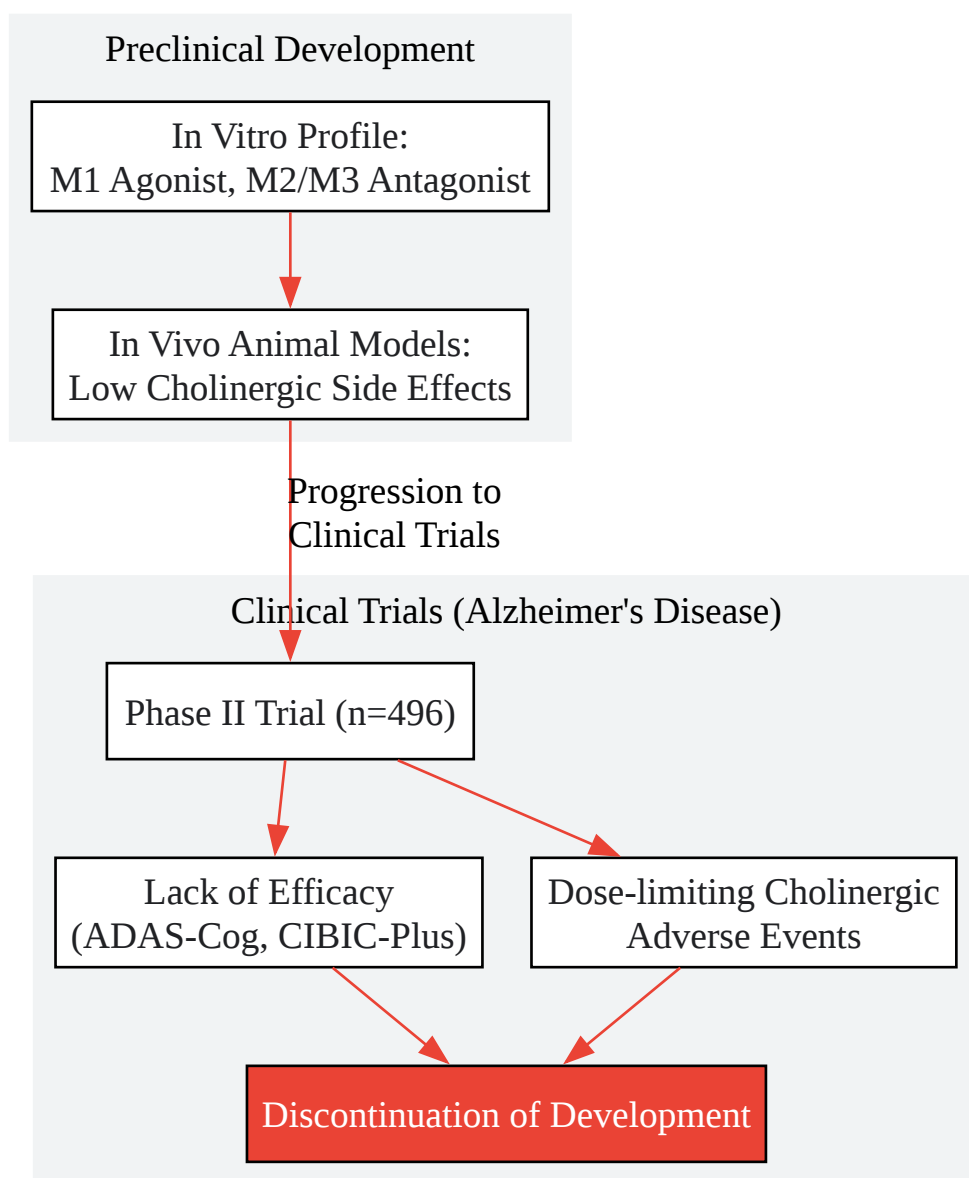 Preclinical Development
In Vitro Profile:
M1 Agonist, M2/M3 Antagonist
In Vivo Animal Models:
Low Cholinergic Side Effects
Progression to
Clinical Trials
Clinical Trials (Alzheimer's Disease)
Phase II Trial (n=496)
Lack of Efficacy
(ADAS-Cog, CIBIC-Plus)
Dose-limiting Cholinergic
Adverse Events
Discontinuation of Development